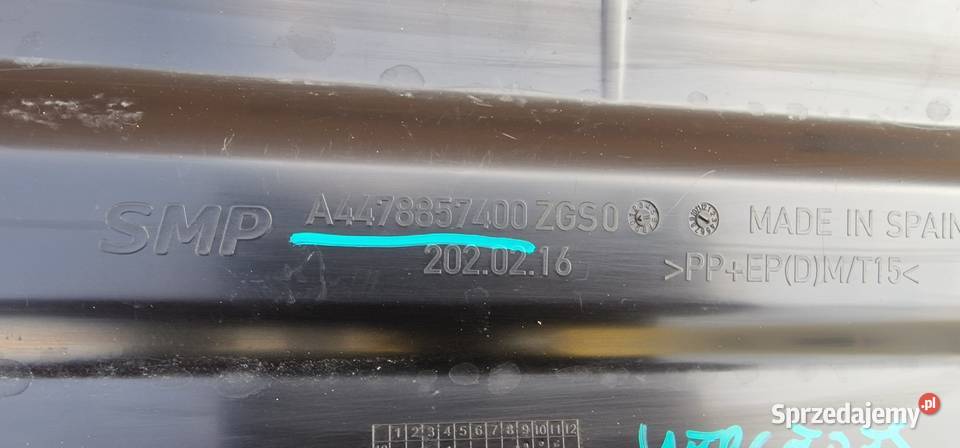 SMP A4478857400 ZGS0 MADE IN SPAIN
202.02.16 >PP+EP(D)M/T15<
1 2 3 4 5 6 7 8 9 10 11 12
Sprzedajemy.pl